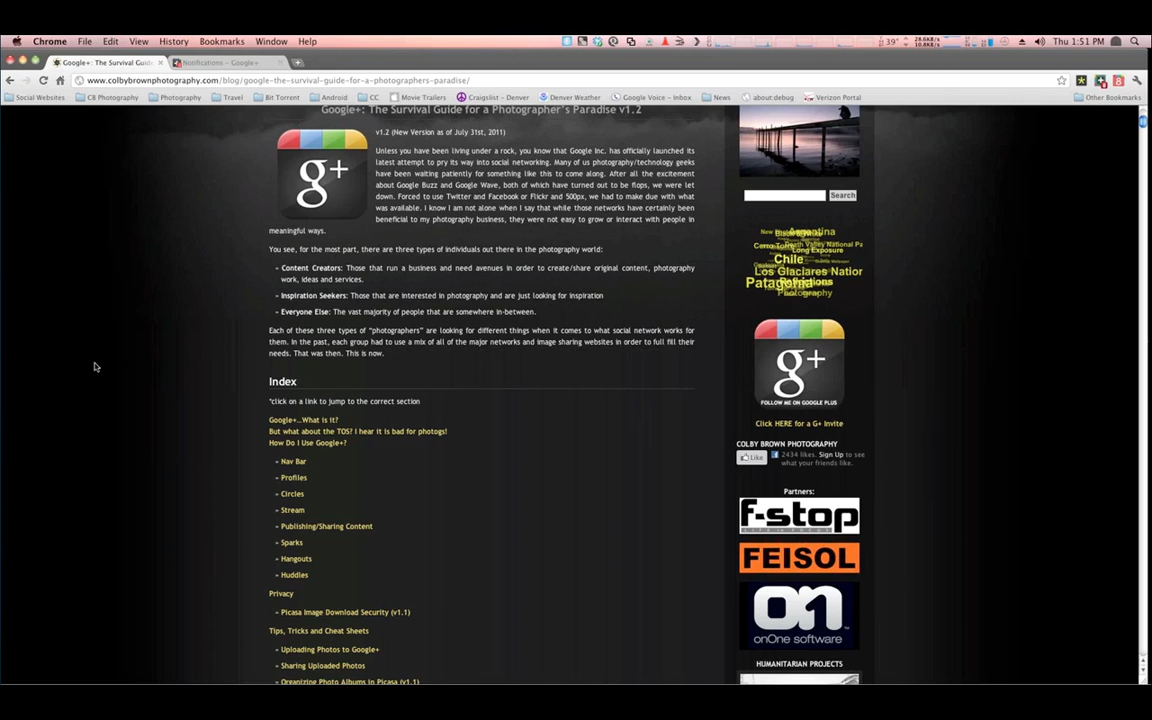 Chrome File Edit View History Bookmarks Window Help
39° 28.6KB/s 10.8KB/s Thu 1:51 PM
Google+: The Survival Guide Notifications - Google+
www.colbybrownphotography.com/blog/google-the-survival-guide-for-a-photographers-paradise/
Social Websites CB Photography Photography Travel Bit Torrent Android CC Movie Trailers Craigslist - Denver Denver Weather Google Voice - Inbox News about:debug Verizon Portal Other Bookmarks
Google+: The Survival Guide for a Photographer's Paradise v1.2
v1.2 (New Version as of July 31st, 2011)
Unless you have been living under a rock, you know that Google Inc. has officially launched its
latest attempt to pry its way into social networking. Many of us photography/technology geeks
have been waiting patiently for something like this to come along. After all the excitement
about Google Buzz and Google Wave, both of which have turned out to be flops, we were let
down. Forced to use Twitter and Facebook or Flickr and 500px, we had to make due with what
was available. I know I am not alone when I say that while those networks have certainly been
beneficial to my photography business, they were not easy to grow or interact with people in
meaningful ways.
g+
You see, for the most part, there are three types of individuals out there in the photography world:
» Content Creators: Those that run a business and need avenues in order to create/share original content, photography
work, ideas and services.
» Inspiration Seekers: Those that are interested in photography and are just looking for inspiration
» Everyone Else: The vast majority of people that are somewhere in-between.
Each of these three types of "photographers" are looking for different things when it comes to what social network works for
them. In the past, each group had to use a mix of all of the major networks and image sharing websites in order to full fill their
needs. That was then. This is now.
Index
*click on a link to jump to the correct section
Google+…What is it?
But what about the TOS? I hear it is bad for photogs!
How Do I Use Google+?
» Nav Bar
» Profiles
» Circles
» Stream
» Publishing/Sharing Content
» Sparks
» Hangouts
» Huddles
Privacy
» Picasa Image Download Security (v1.1)
Tips, Tricks and Cheat Sheets
» Uploading Photos to Google+
» Sharing Uploaded Photos
» Organizing Photo Albums in Picasa (v1.1)
Search
Argentina
Cerro Torre Death Valley National Pa
Long Exposure
Chile
Los Glaciares Nation
Patagonia
Photography
g+
FOLLOW ME ON GOOGLE PLUS
Click HERE for a G+ Invite
COLBY BROWN PHOTOGRAPHY
Like 2434 likes. Sign Up to see
what your friends like.
Partners:
f-stop
FEISOL
on1
onOne software
HUMANITARIAN PROJECTS